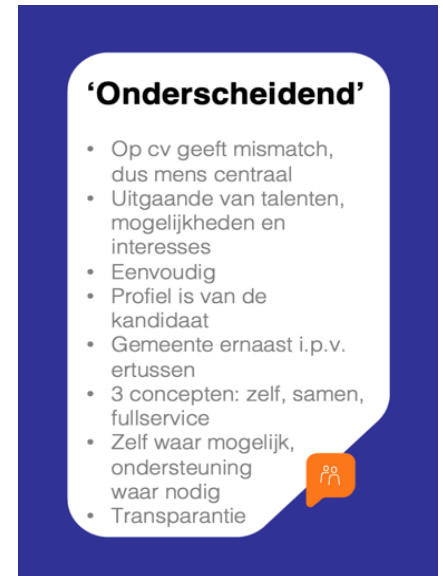 ‘Onderscheidend’
• Op cv geeft mismatch,
dus mens centraal
• Uitgaande van talenten,
mogelijkheden en
interesses
• Eenvoudig
• Profiel is van de
kandidaat
• Gemeente ernaast i.p.v.
ertussen
• 3 concepten: zelf, samen,
fullservice
• Zelf waar mogelijk,
ondersteuning
waar nodig
• Transparantie